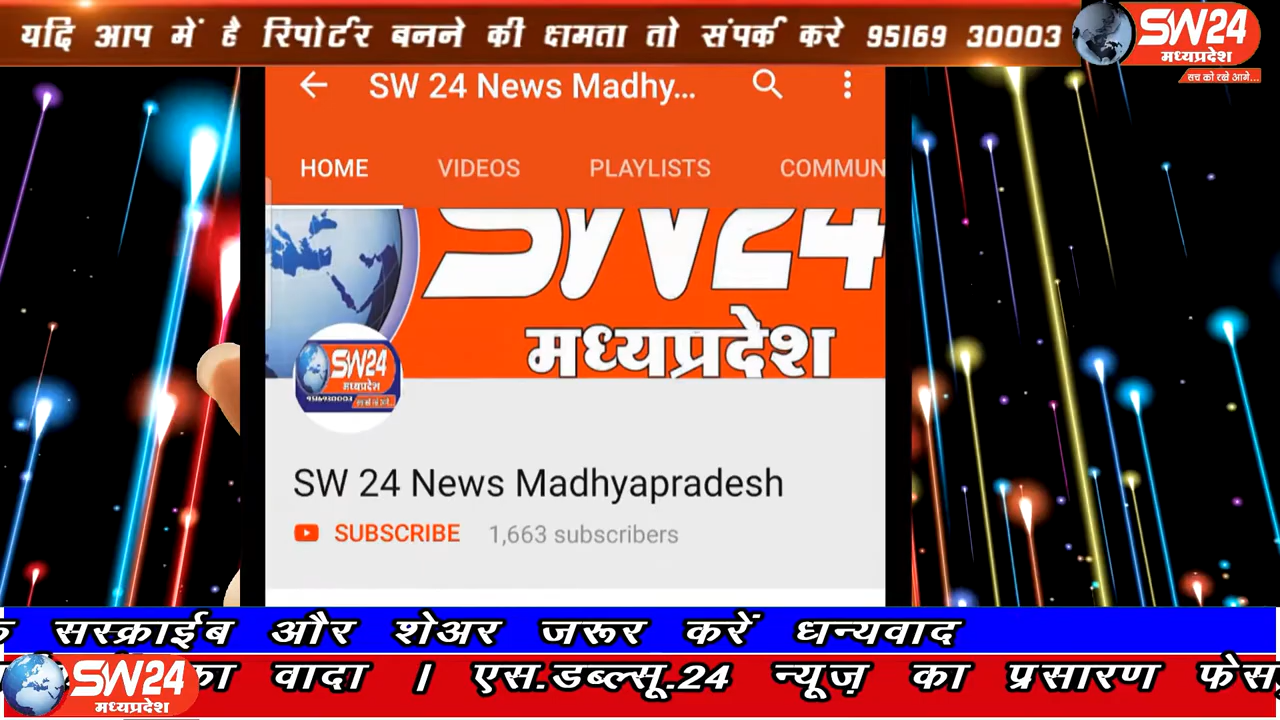 यदि आप में है रिपोर्टर बनने की क्षमता तो संपर्क करे 95169 30003
SW24
मध्यप्रदेश
सच को रखे आगे...
SW 24 News Madhy...
HOME VIDEOS PLAYLISTS COMMUN
SW24
मध्यप्रदेश
SW24
मध्यप्रदेश
9516930003
SW 24 News Madhyapradesh
SUBSCRIBE 1,663 subscribers
सस्क्राईब और शेअर जरूर करें धन्यवाद
का वादा । एस.डब्ल्सू.24 न्यूज़ का प्रसारण
SW24
मध्यप्रदेश